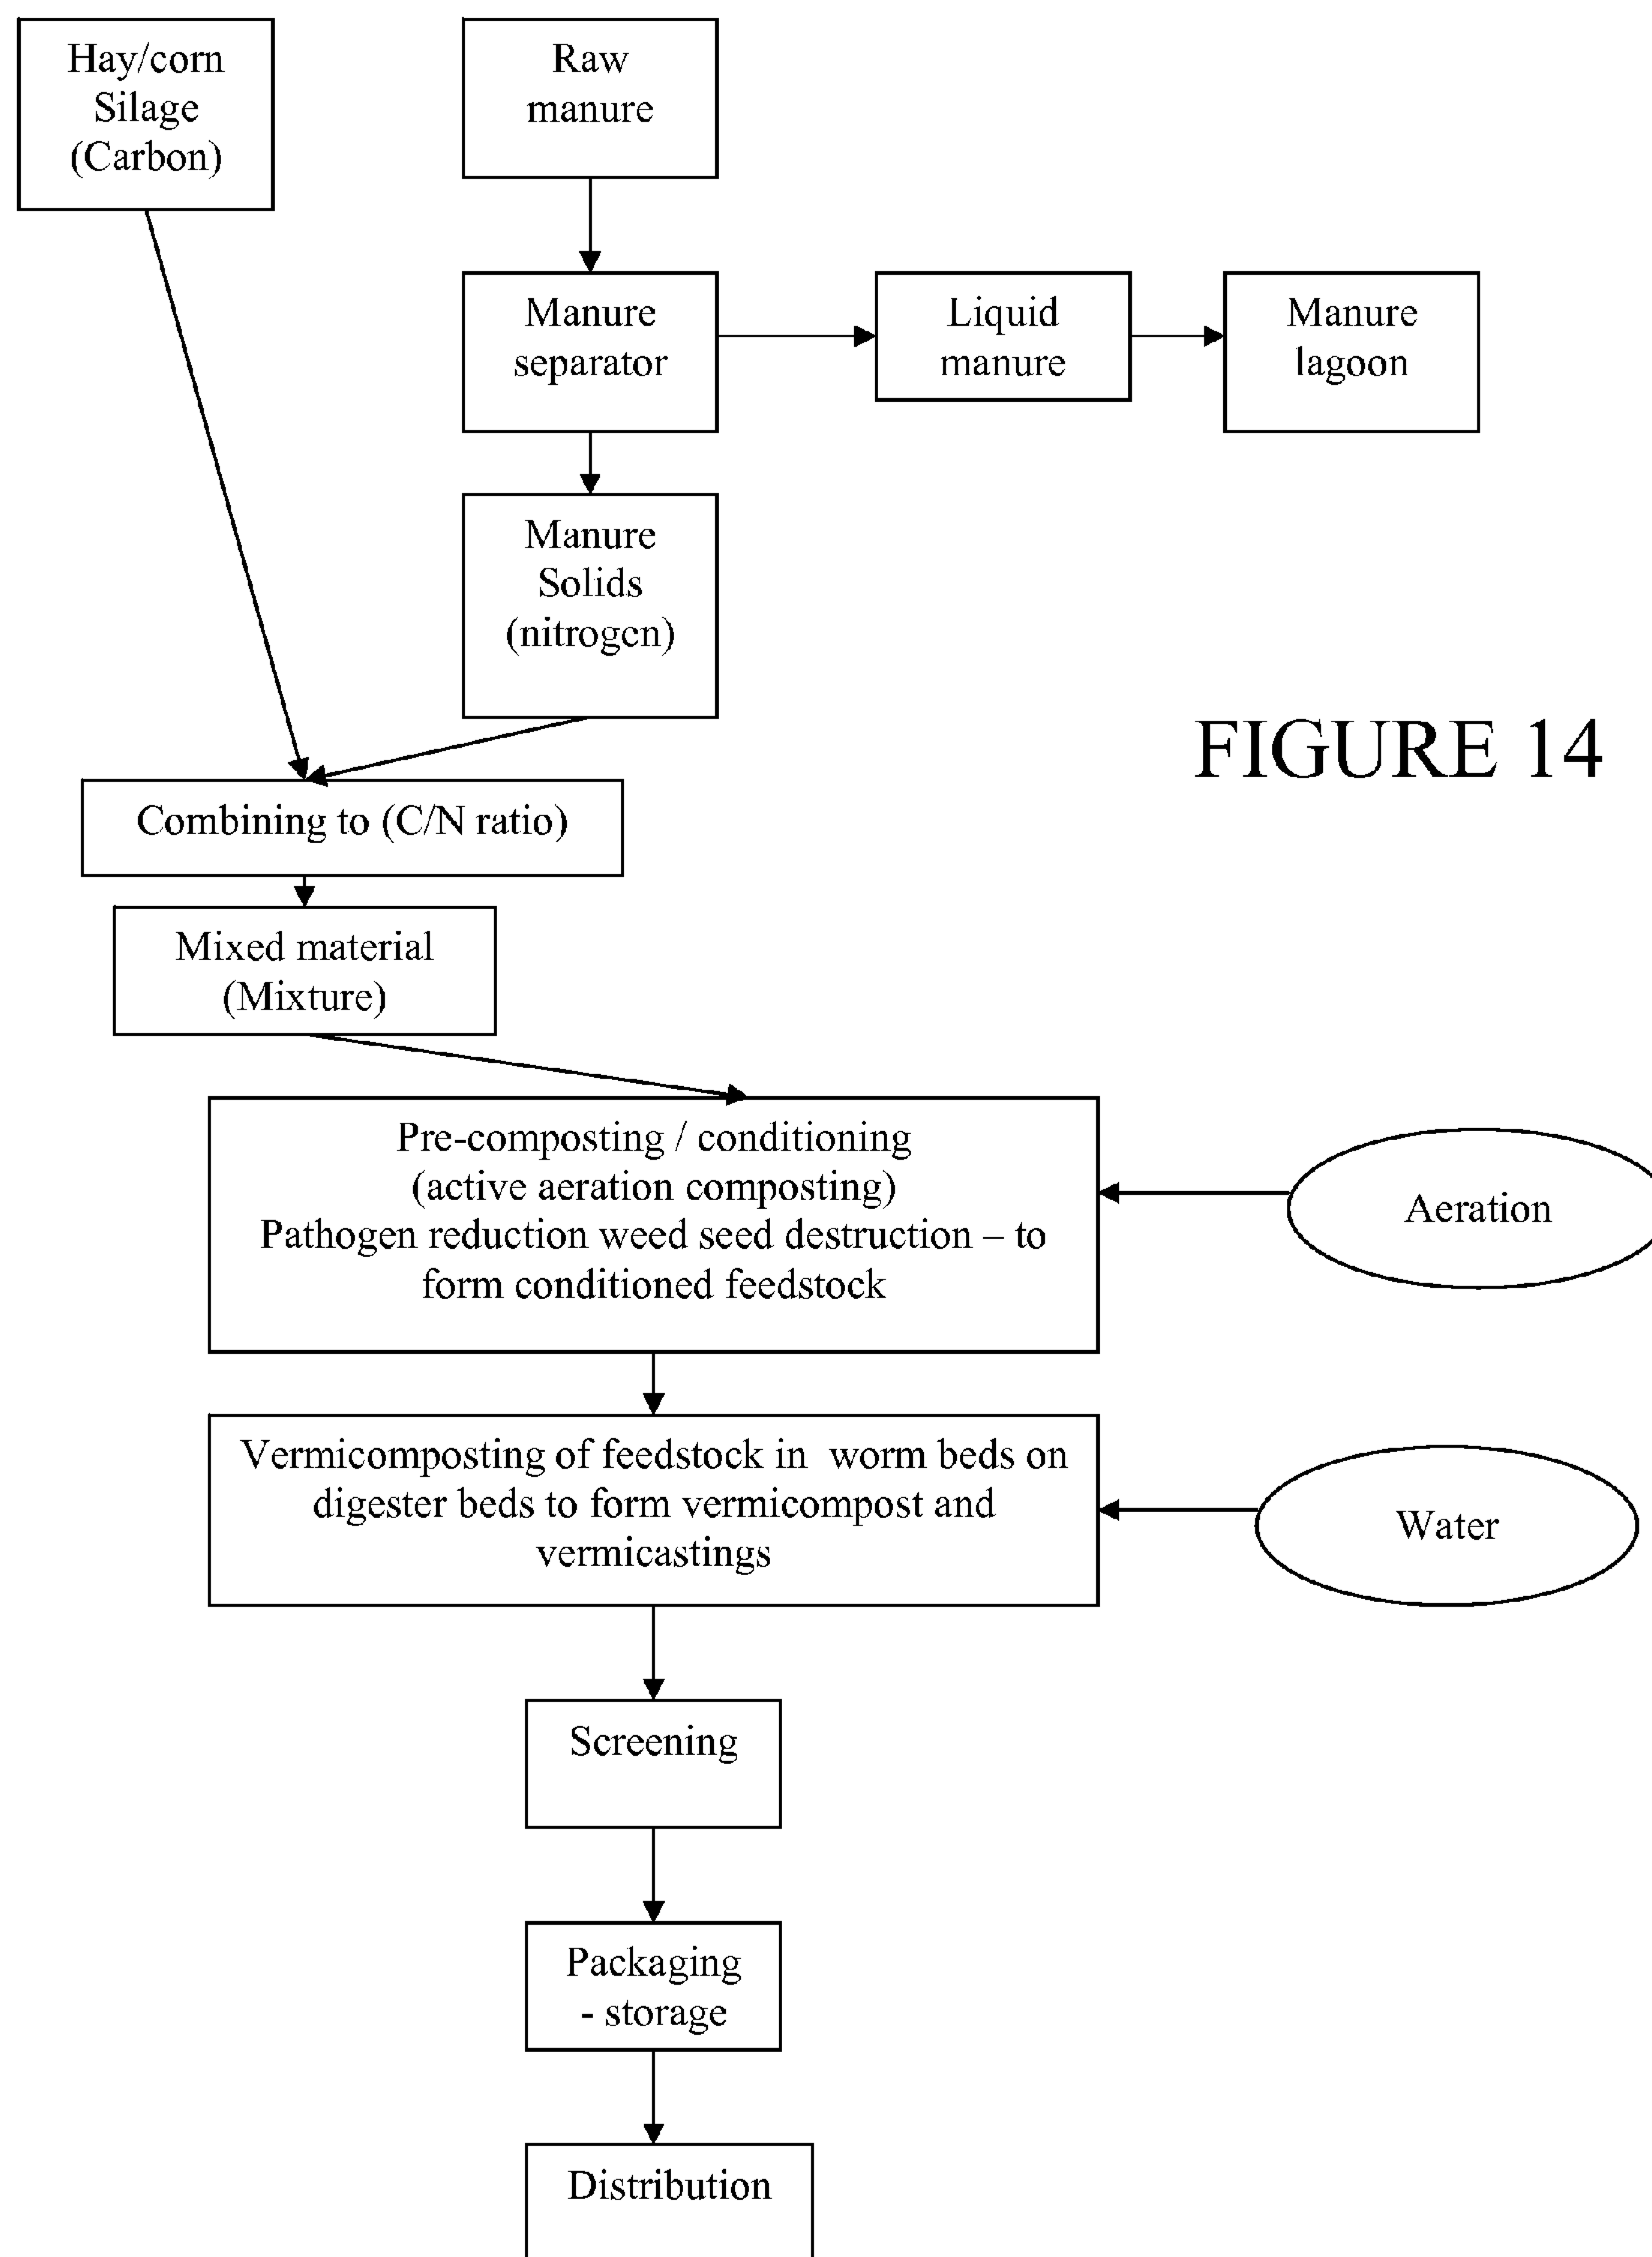 Hay/corn
Silage
(Carbon)
Raw
manure
Manure
separator
Liquid
manure
Manure
lagoon
Manure
Solids
(nitrogen)
FIGURE 14
Combining to (C/N ratio)
Mixed material
(Mixture)
Pre-composting / conditioning
(active aeration composting)
Pathogen reduction weed seed destruction – to
form conditioned feedstock
Aeration
Vermicomposting of feedstock in worm beds on
digester beds to form vermicompost and
vermicastings
Water
Screening
Packaging
- storage
Distribution